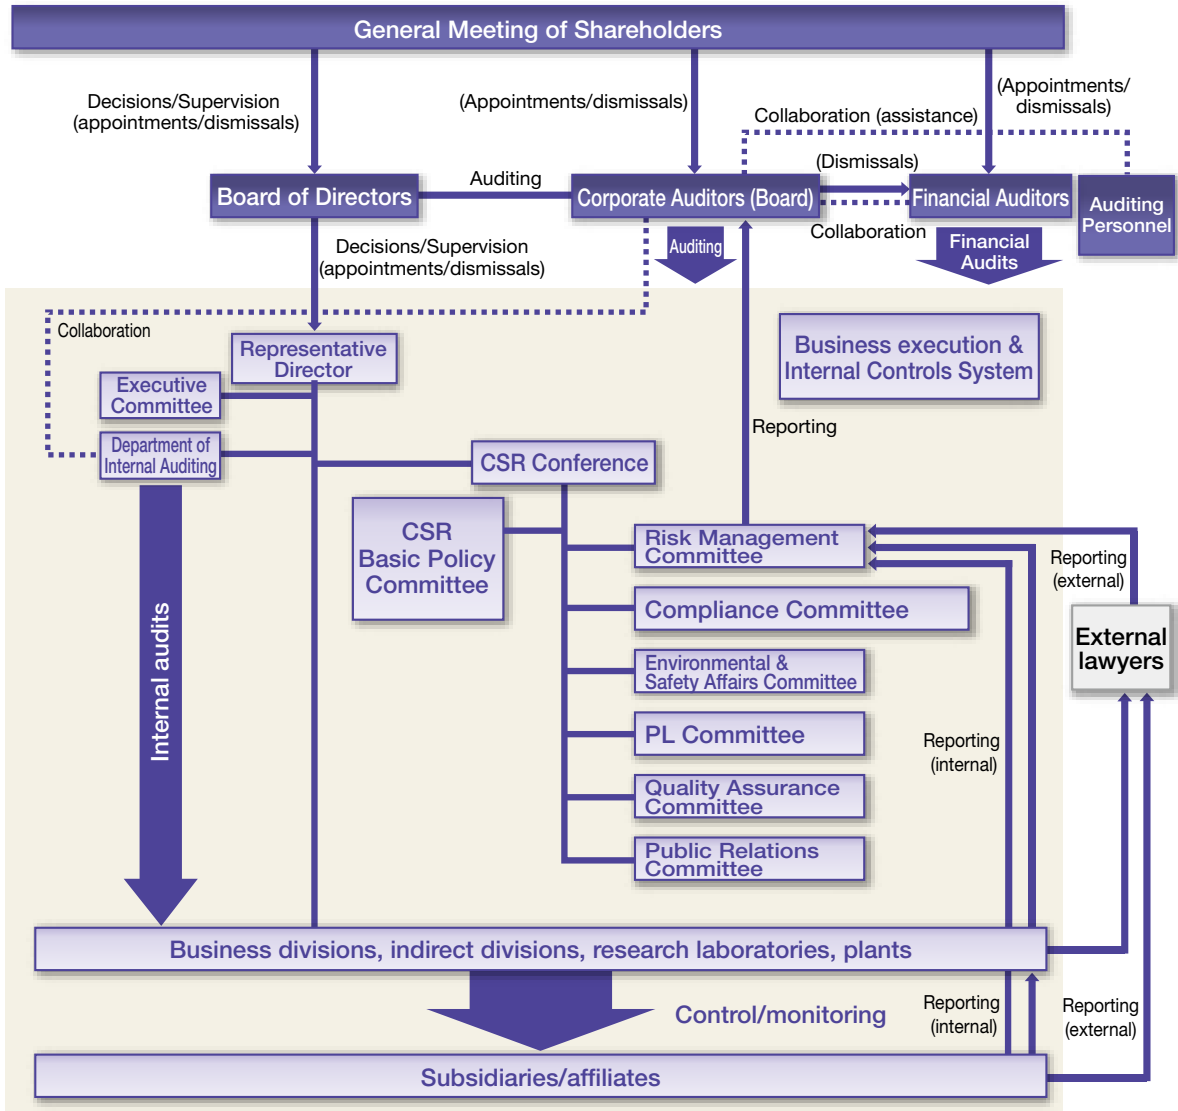 General Meeting of Shareholders
Decisions/Supervision
(appointments/dismissals)
(Appointments/dismissals)
(Appointments/
dismissals)
Collaboration (assistance)
Board of Directors
Auditing
Corporate Auditors (Board)
(Dismissals)
Collaboration
Financial Auditors
Auditing
Personnel
Decisions/Supervision
(appointments/dismissals)
Auditing
Financial
Audits
Collaboration
Representative
Director
Business execution &
Internal Controls System
Executive
Committee
Department of
Internal Auditing
Reporting
CSR Conference
CSR
Basic Policy
Committee
Risk Management
Committee
Reporting
(external)
Compliance Committee
External
lawyers
Internal audits
Environmental &
Safety Affairs Committee
PL Committee
Reporting
(internal)
Quality Assurance
Committee
Public Relations
Committee
Business divisions, indirect divisions, research laboratories, plants
Control/monitoring
Reporting
(internal)
Reporting
(external)
Subsidiaries/affiliates